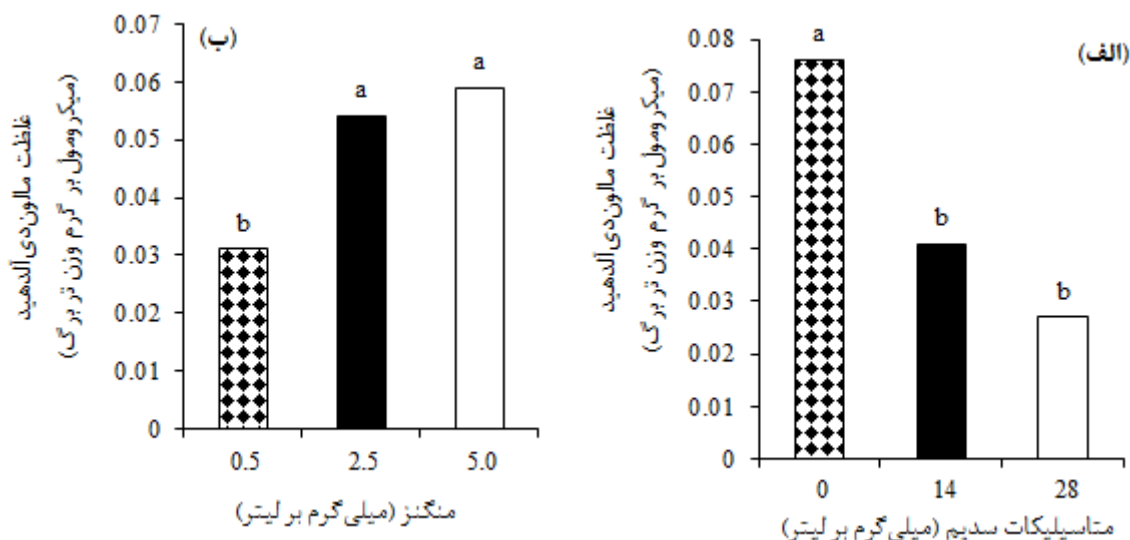 (الف)
غلظت مالون‌دی‌آلدهید
(میکرومول بر گرم وزن تر برگ)
0.08
0.07
0.06
0.05
0.04
0.03
0.02
0.01
0
a
b
b
0 14 28
متاسیلیکات سدیم (میلی‌گرم بر لیتر)
(ب)
غلظت مالون‌دی‌آلدهید
(میکرومول بر گرم وزن تر برگ)
0.07
0.06
0.05
0.04
0.03
0.02
0.01
0
b
a
a
0.5 2.5 5.0
منگنز (میلی‌گرم بر لیتر)